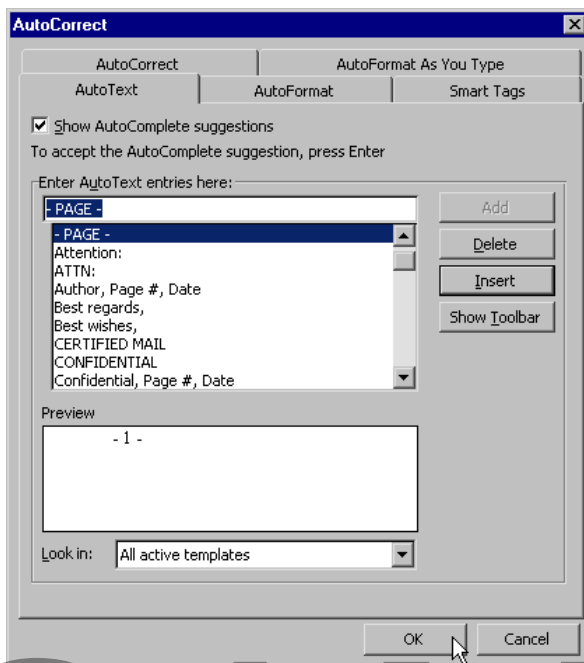 AutoCorrect
AutoCorrect AutoFormat As You Type
AutoText AutoFormat Smart Tags
Show AutoComplete suggestions
To accept the AutoComplete suggestion, press Enter
Enter AutoText entries here:
- PAGE - Add
- PAGE -
Attention:
ATTN:
Author, Page #, Date
Best regards,
Best wishes,
CERTIFIED MAIL
CONFIDENTIAL
Confidential, Page #, Date
Delete
Insert
Show Toolbar
Preview
- 1 -
Look in: All active templates
OK Cancel